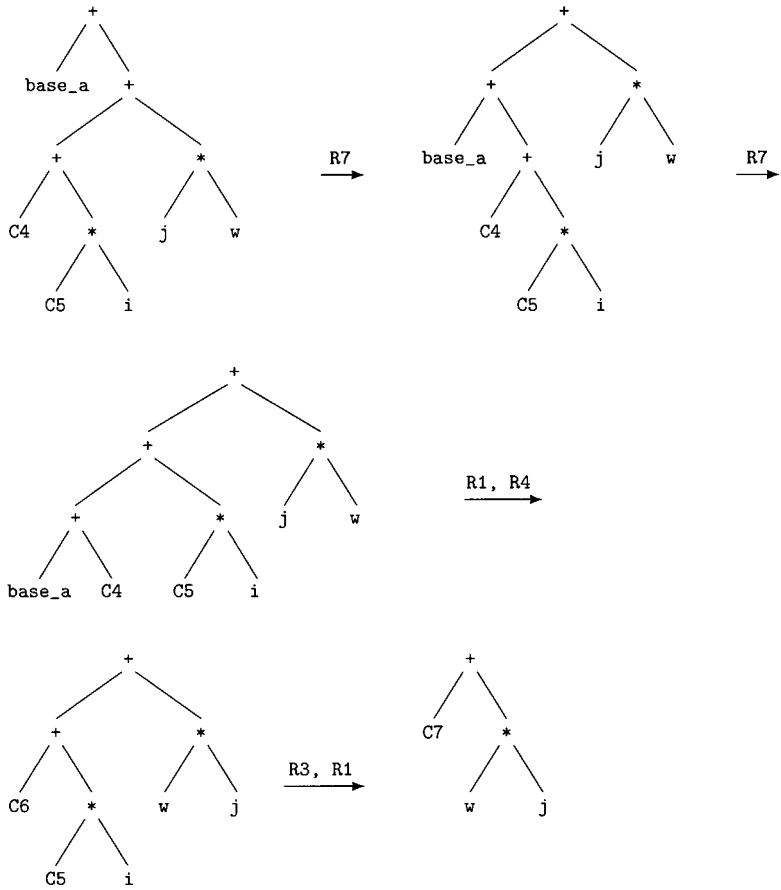 + +
base_a + + *
+ * R7 base_a + j w R7
C4 * j w C4 *
C5 i C5 i
+
+ *
R1, R4
+ * j w
base_a C4 C5 i
+ +
+ * C7 *
R3, R1
C6 * w j w j
C5 i